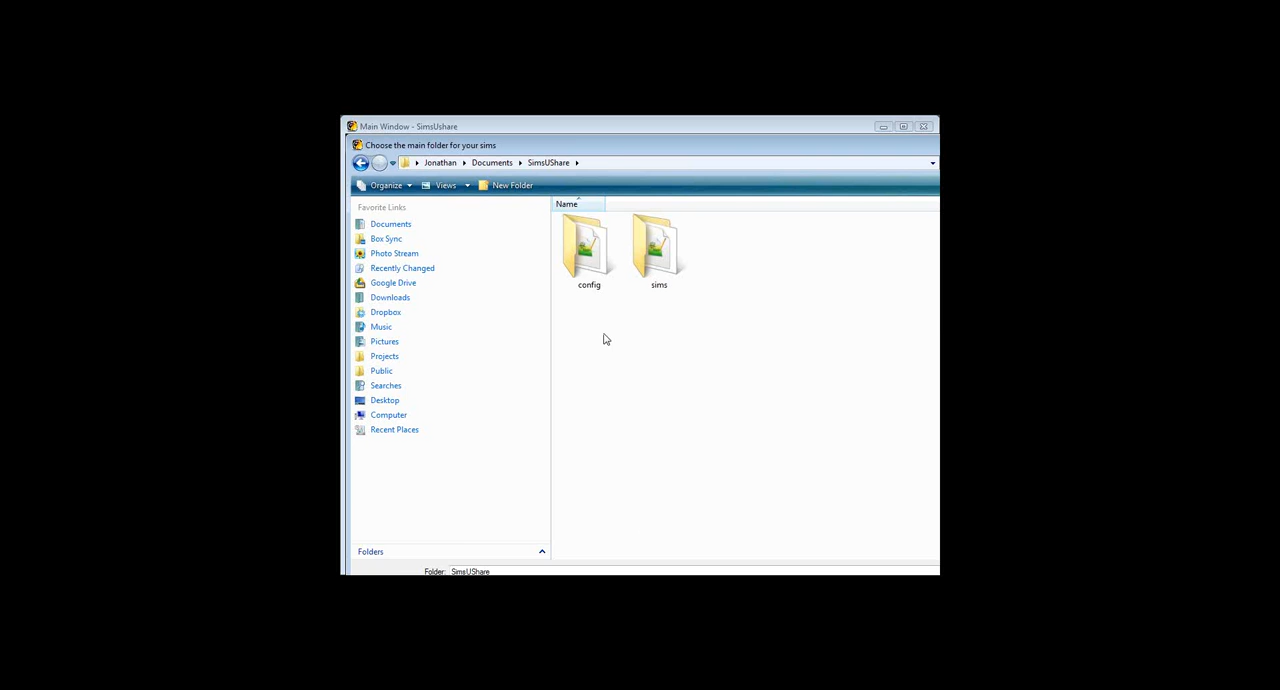 Main Window - SimsUshare
Choose the main folder for your sims
Jonathan Documents SimsUShare
Organize Views New Folder
Favorite Links
Name
Documents
Box Sync
Photo Stream
Recently Changed
Google Drive
Downloads
Dropbox
Music
Pictures
Projects
Public
Searches
Desktop
Computer
Recent Places
config sims
Folders
Folder: SimsUShare